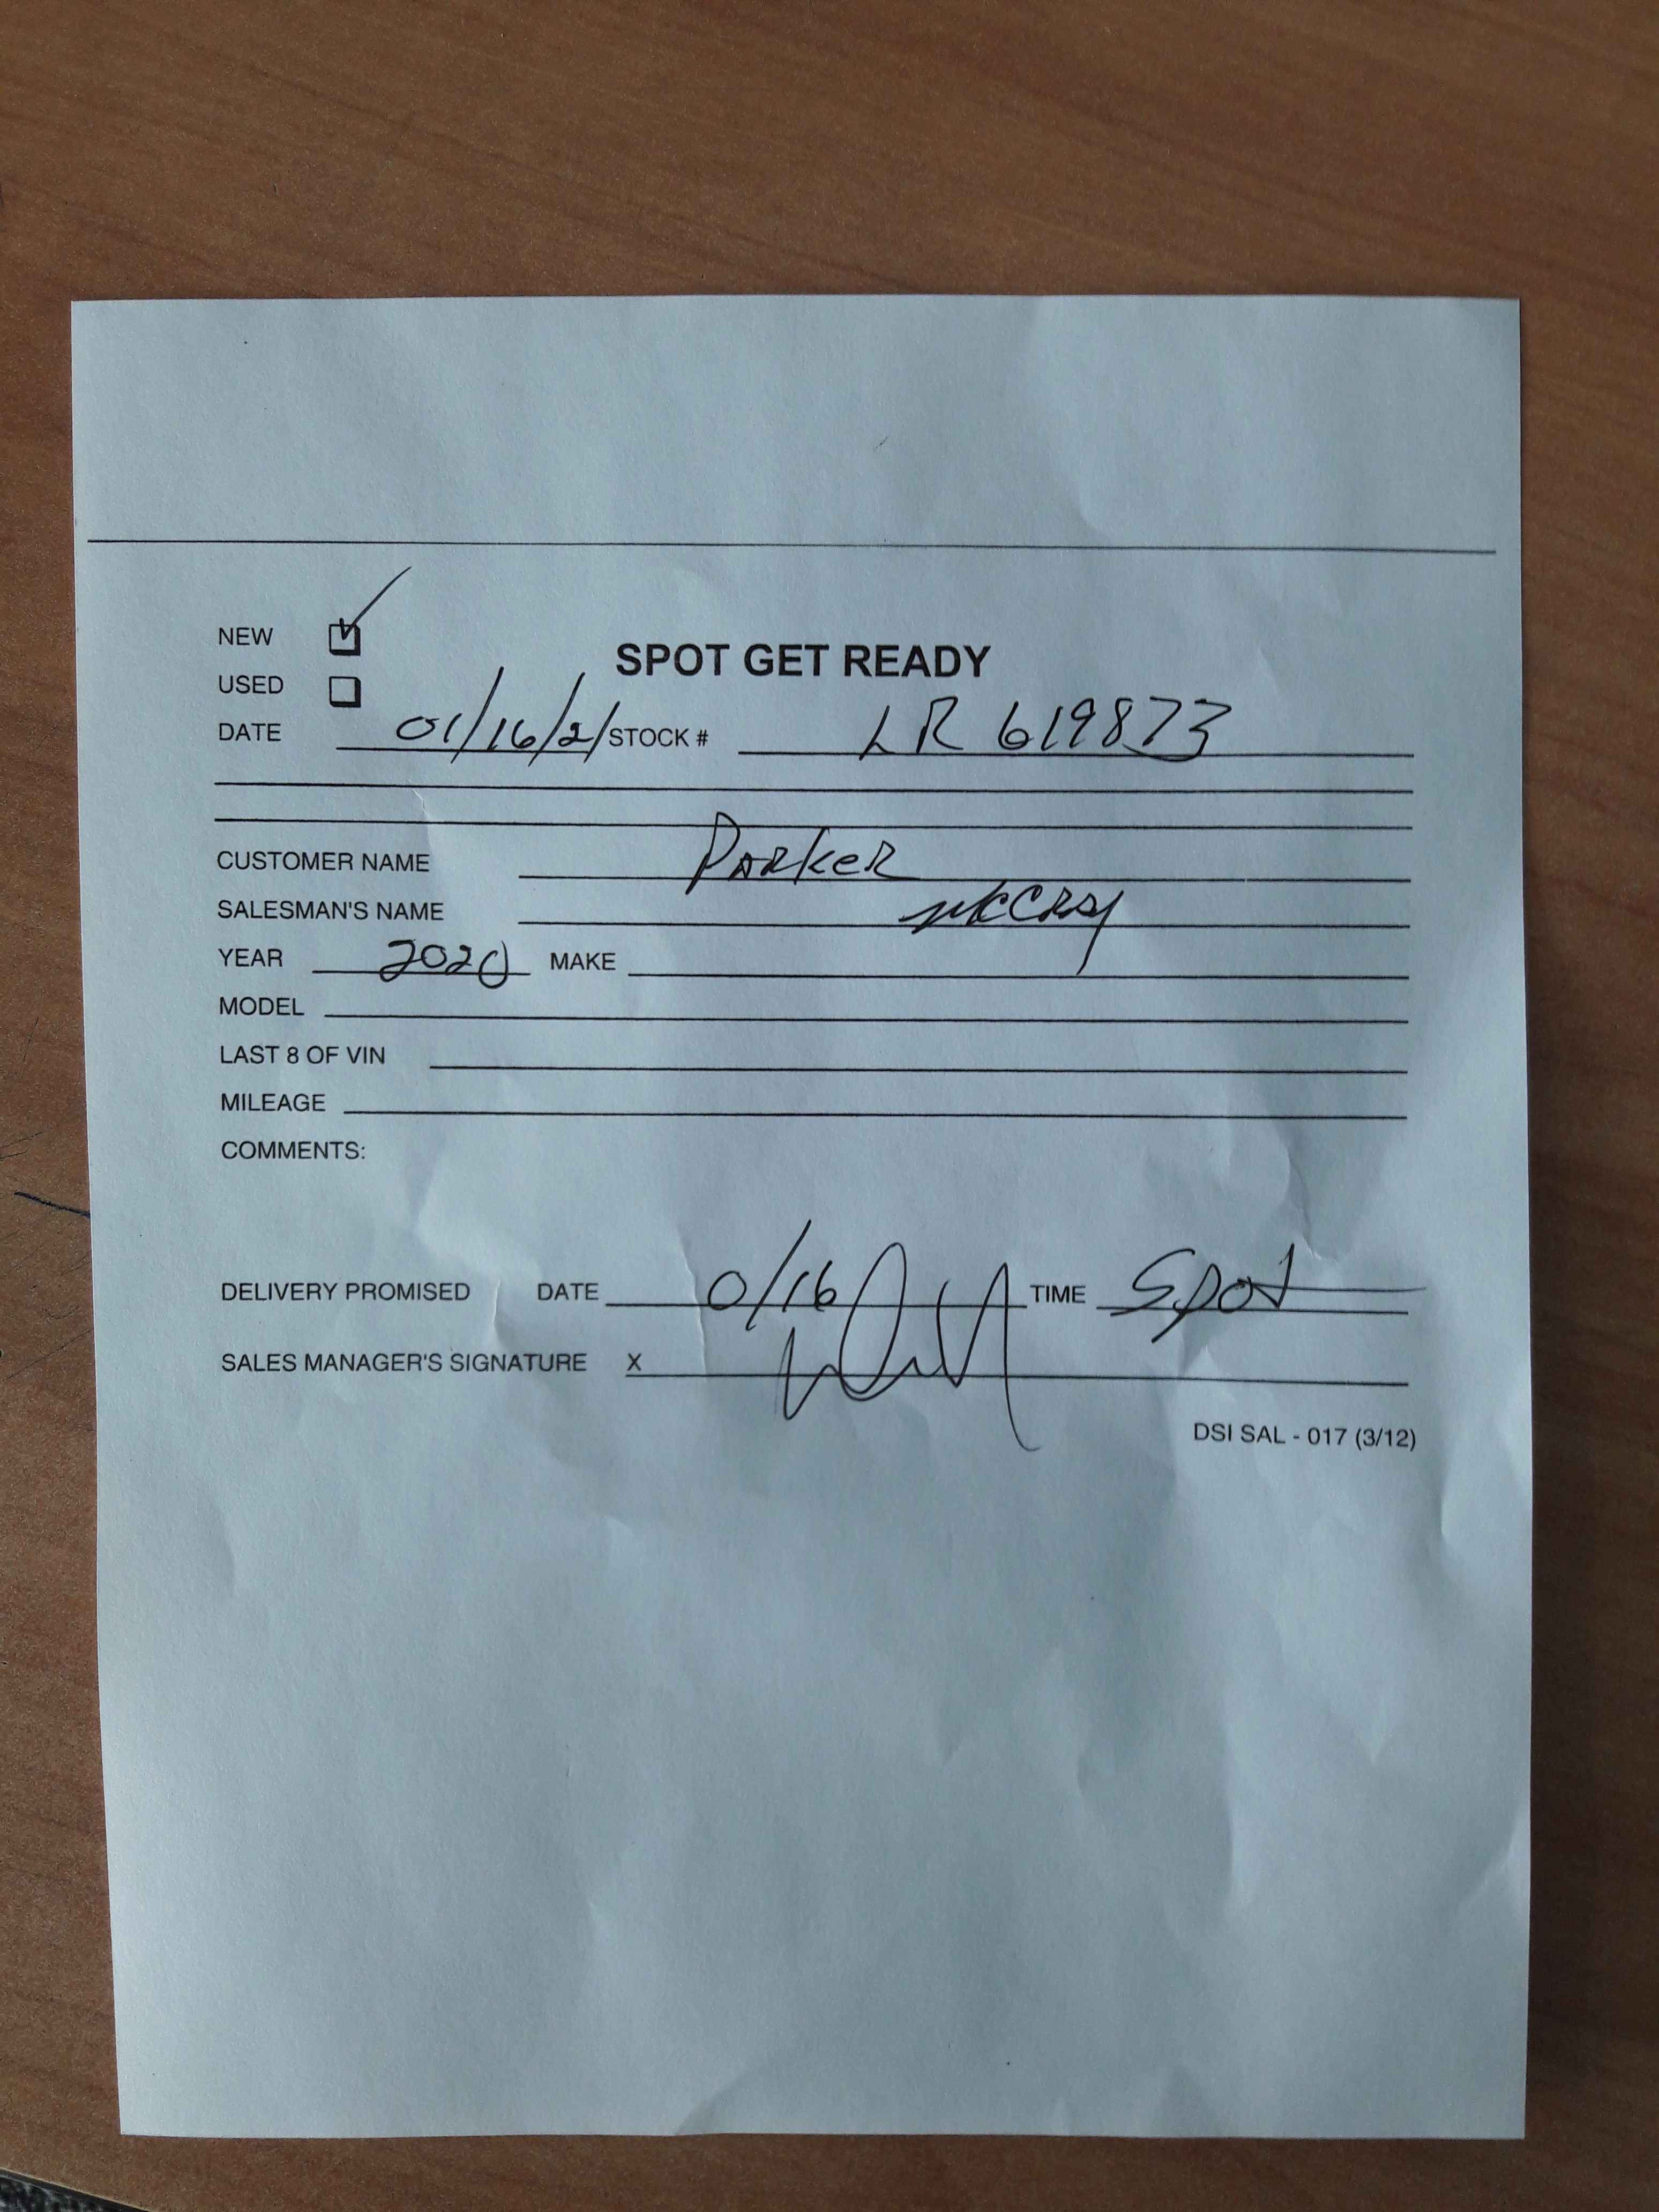 NEW
SPOT GET READY
USED
DATE 01/16/21 STOCK # LR 619873
CUSTOMER NAME Parker
SALESMAN'S NAME McCray
YEAR 2020 MAKE
MODEL
LAST 8 OF VIN
MILEAGE
COMMENTS:
DELIVERY PROMISED DATE 0/16 TIME Spot
SALES MANAGER'S SIGNATURE X
DSI SAL - 017 (3/12)